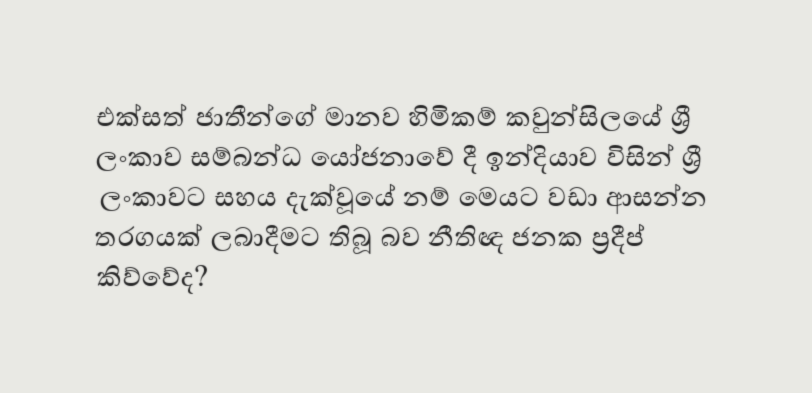 එක්සත් ජාතීන්ගේ මානව හිමිකම් කවුන්සිලයේ ශ්‍රී
ලංකාව සම්බන්ධ යෝජනාවේ දී ඉන්දියාව විසින් ශ්‍රී
ලංකාවට සහය දැක්වූයේ නම් මෙයට වඩා ආසන්න
තරගයක් ලබාදීමට තිබූ බව නීතිඥ ජනක ප්‍රදීප්
කිව්වේද?